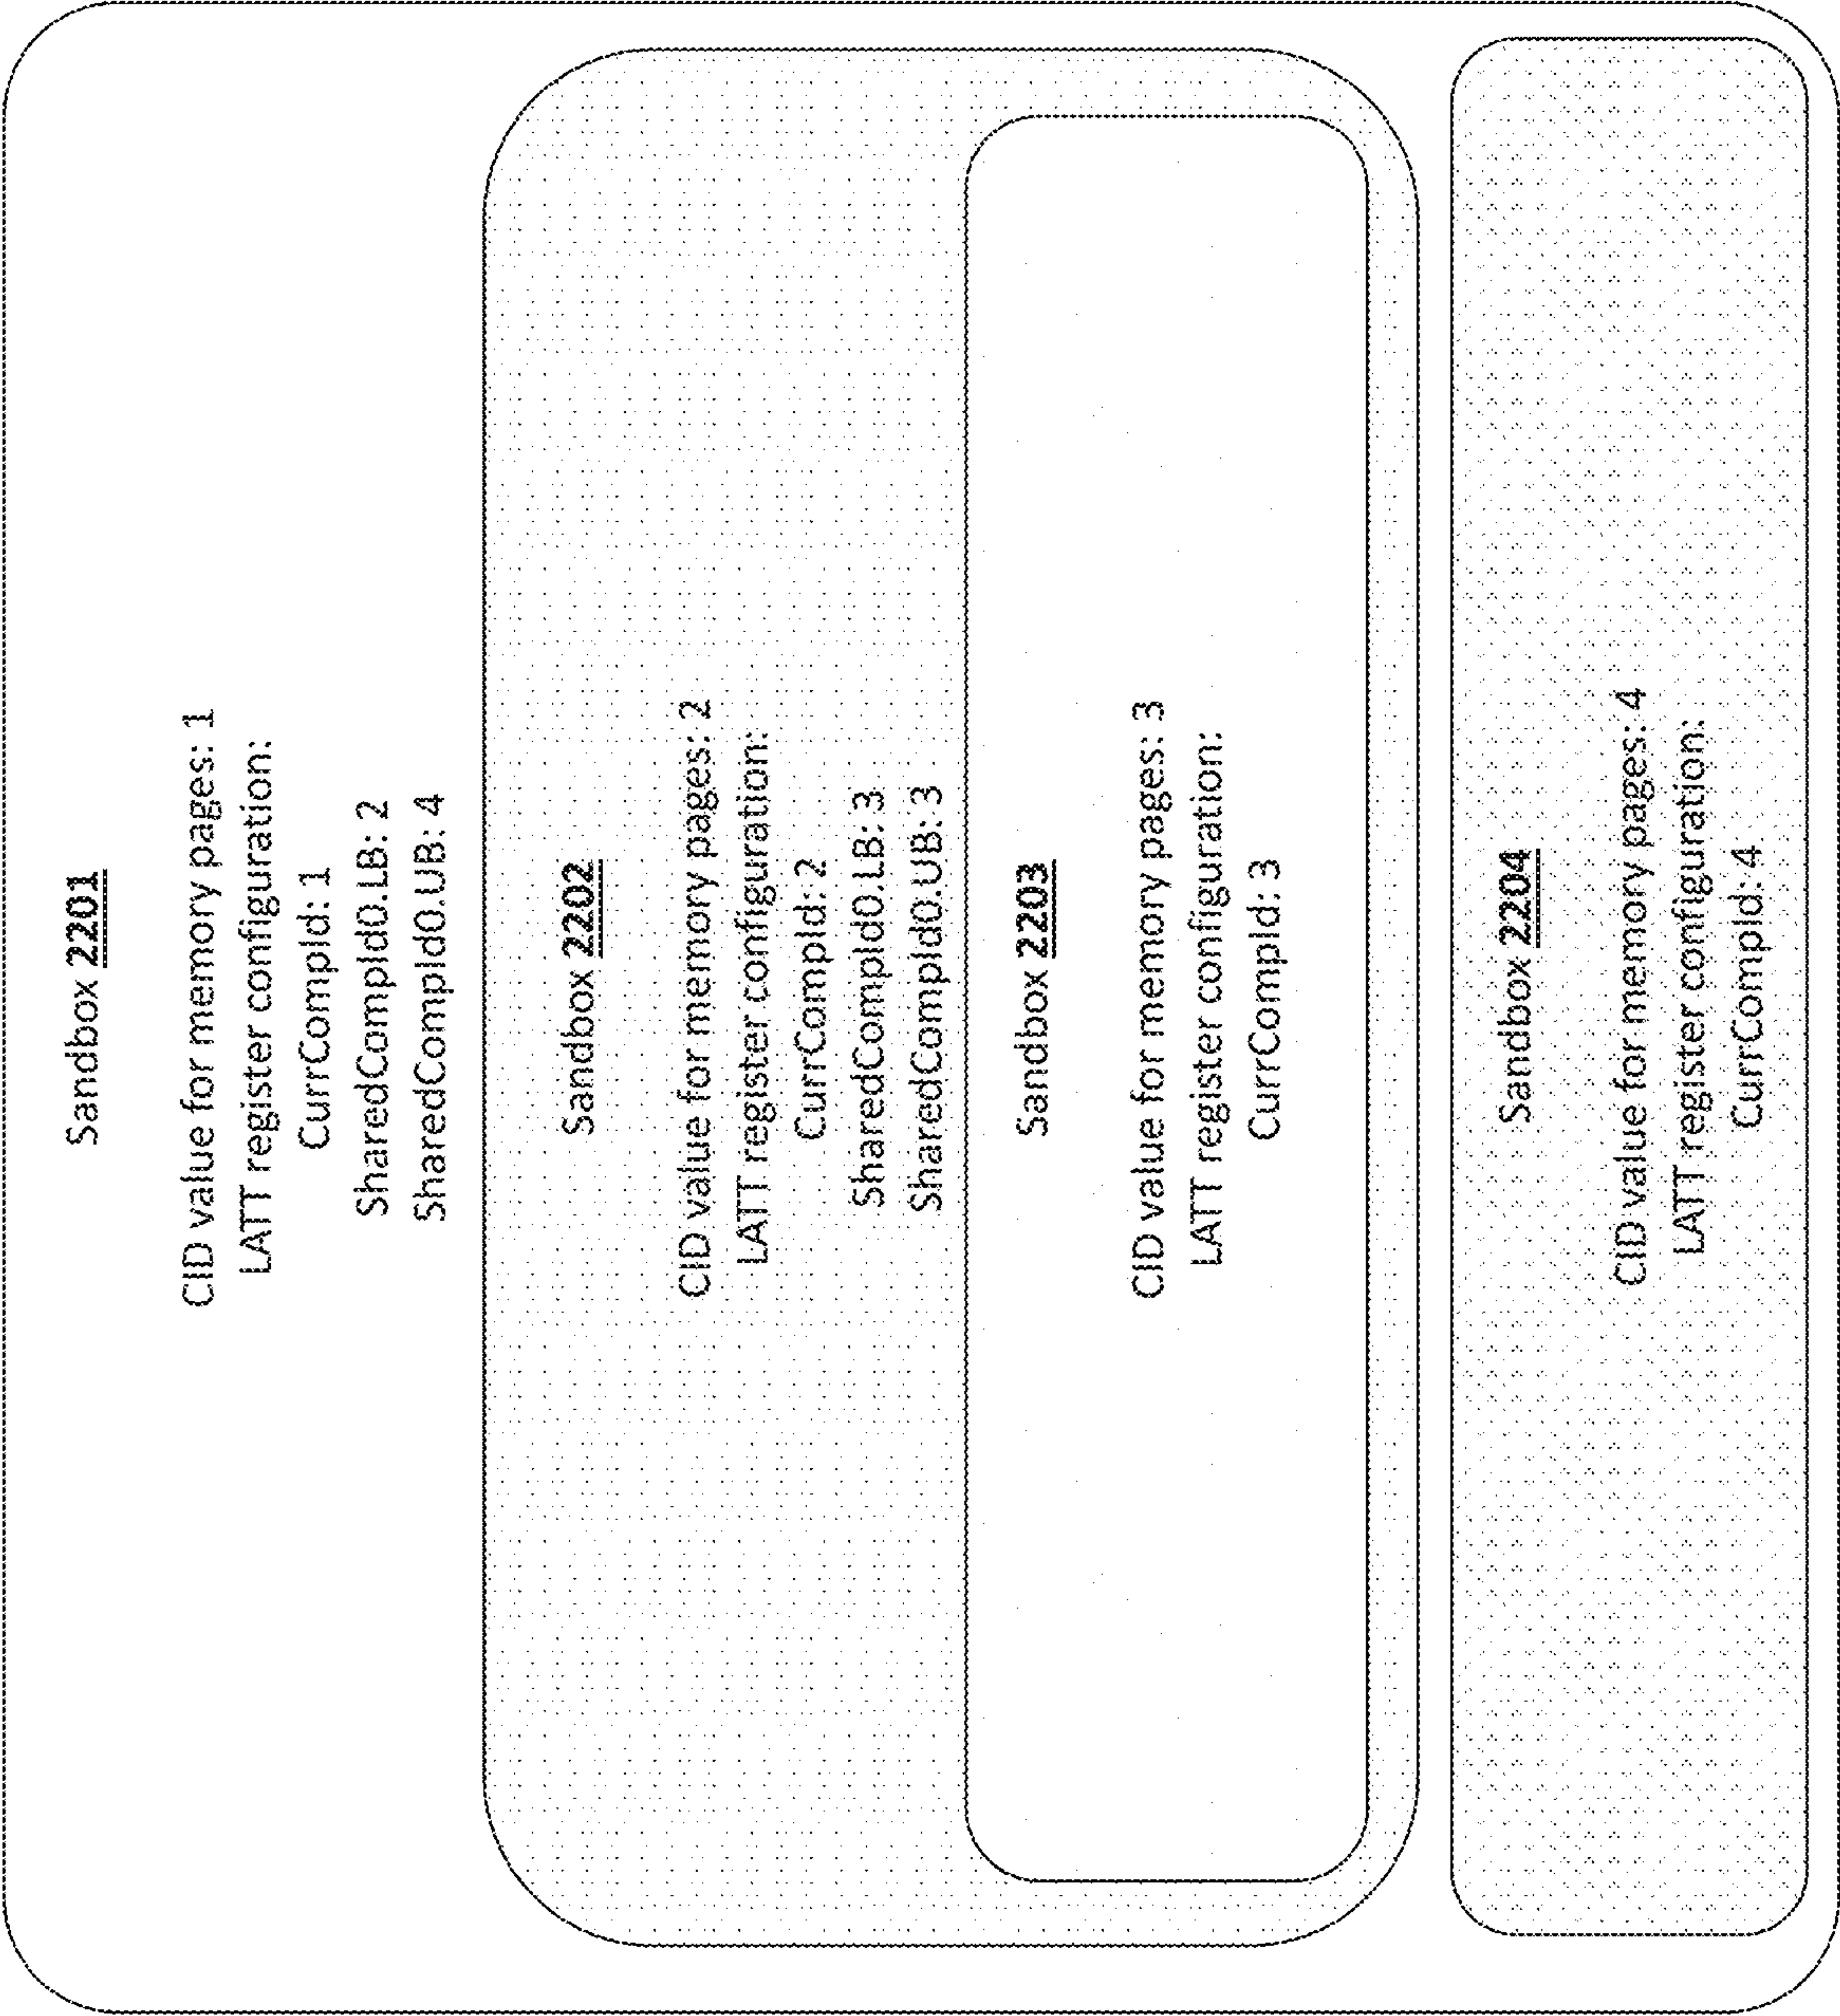 Sandbox 2201
CID value for memory pages: 1
LATT register configuration:
CurrCompId: 1
SharedCompId0.LB: 2
SharedCompId0.UB: 4
Sandbox 2202
CID value for memory pages: 2
LATT register configuration:
CurrCompId: 2
SharedCompId0.LB: 3
SharedCompId0.UB: 3
Sandbox 2203
CID value for memory pages: 3
LATT register configuration:
CurrCompId: 3
Sandbox 2204
CID value for memory pages: 4
LATT register configuration:
CurrCompId: 4